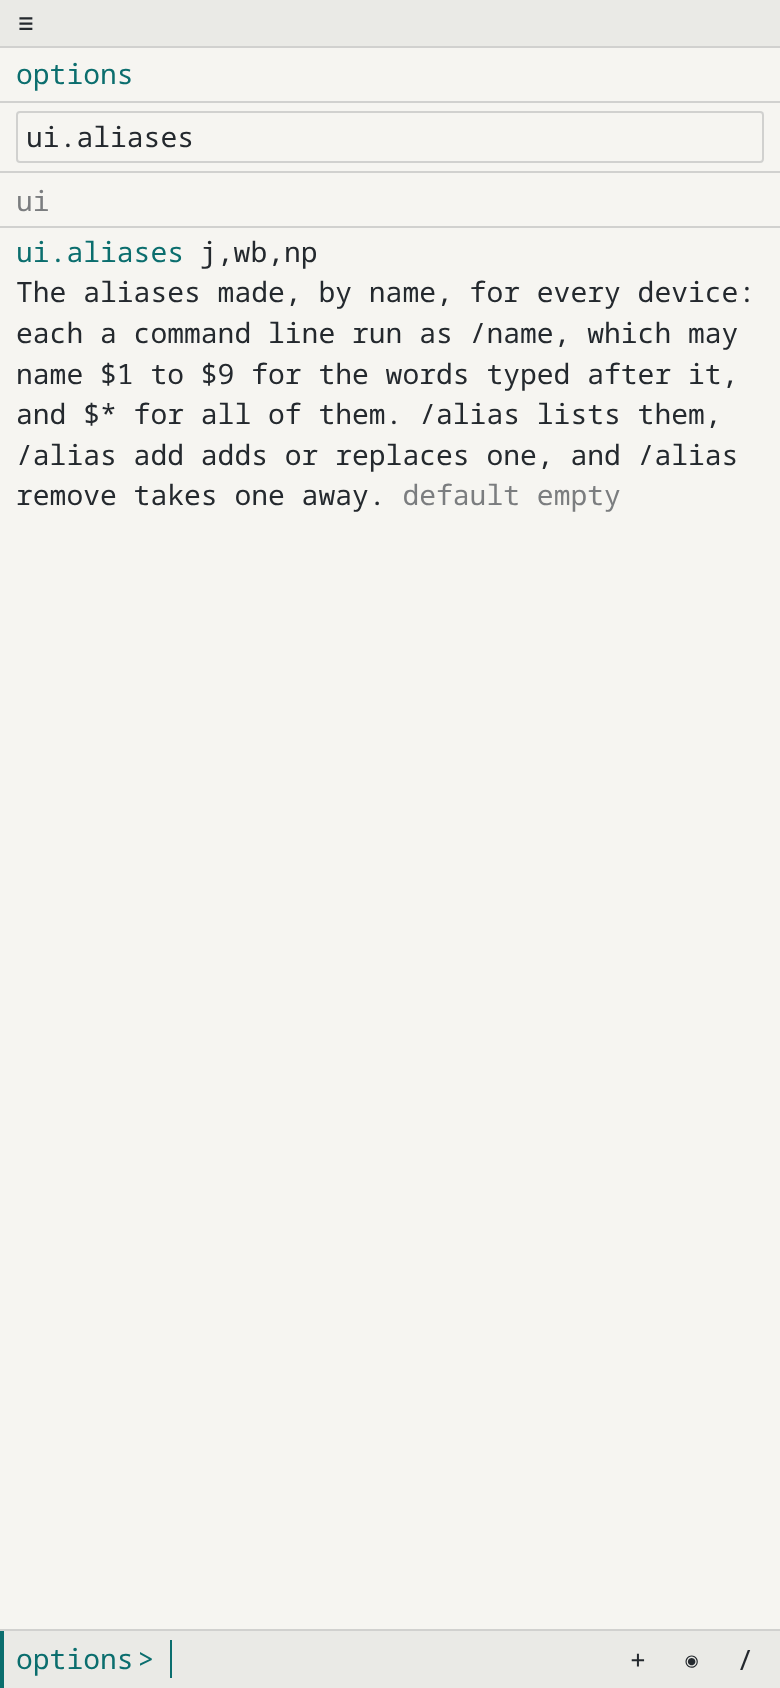 ≡
options
ui.aliases
ui
ui.aliases j,wb,np
The aliases made, by name, for every device:
each a command line run as /name, which may
name $1 to $9 for the words typed after it,
and $* for all of them. /alias lists them,
/alias add adds or replaces one, and /alias
remove takes one away. default empty
options> + ◉ /